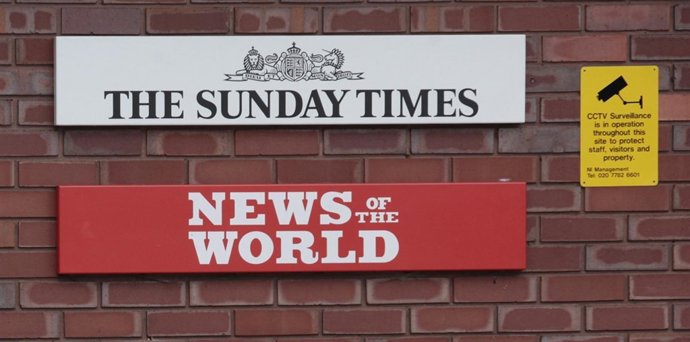 THE SUNDAY TIMES
NEWS OF THE
WORLD
CCTV Surveillance
is in operation
throughout this
site to protect
staff, visitors and
property.
NI Management
Tel: 020 7782 6601